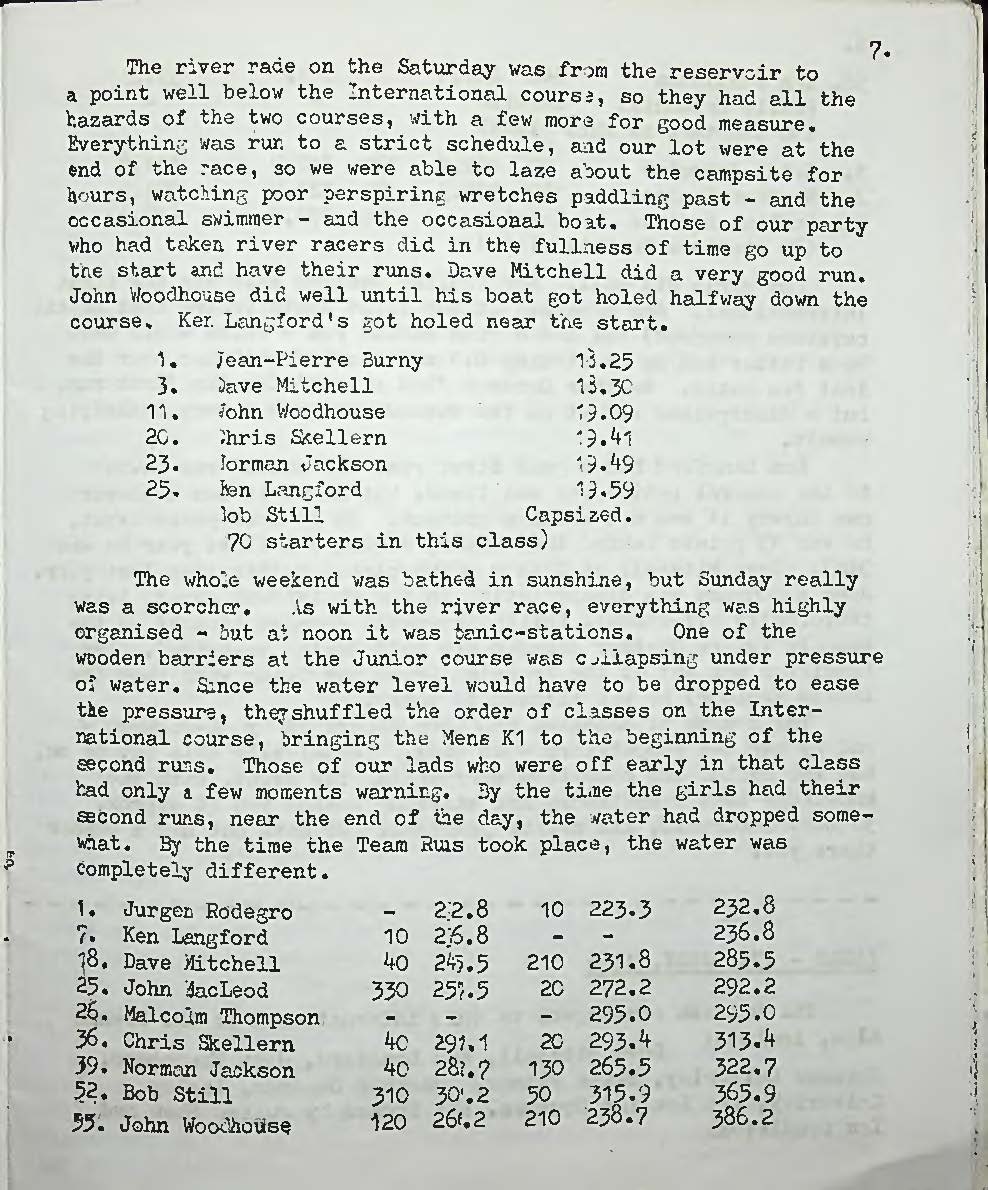 7.
The river rade on the Saturday was from the reservoir to
a point well below the International course, so they had all the
hazards of the two courses, with a few more for good measure.
Everything was run to a strict schedule, and our lot were at the
end of the race, so we were able to laze about the campsite for
hours, watching poor perspiring wretches paddling past - and the
occasional swimmer - and the occasional boat. Those of our party
who had taken river racers did in the fullness of time go up to
the start and have their runs. Dave Mitchell did a very good run.
John Woodhouse did well until his boat got holed halfway down the
course. Ken Langford's got holed near the start.
1. Jean-Pierre Burny 18.25
3. Dave Mitchell 18.30
11. John Woodhouse 19.09
20. Chris Skellern 19.41
23. Norman Jackson 19.49
25. Ken Langford 19.59
Bob Still Capsized.
70 starters in this class)
The whole weekend was bathed in sunshine, but Sunday really
was a scorcher. As with the river race, everything was highly
organised - but at noon it was panic-stations. One of the
wooden barriers at the Junior course was collapsing under pressure
of water. Since the water level would have to be dropped to ease
the pressure, they shuffled the order of classes on the Inter-
national course, bringing the Mens K1 to the beginning of the
second runs. Those of our lads who were off early in that class
had only a few moments warning. By the time the girls had their
second runs, near the end of the day, the water had dropped some-
what. By the time the Team Runs took place, the water was
completely different.
1. Jurgen Rodegro - 10 223.3 232.8
7. Ken Langford 10 - - 236.8
18. Dave Mitchell 40 245.5 210 231.8 285.5
25. John MacLeod 330 20 272.2 292.2
26. Malcolm Thompson - - - 295.0 295.0
36. Chris Skellern 40 20 293.4 313.4
39. Norman Jackson 40 130 265.5 322.7
52. Bob Still 310 50 315.9 365.9
55. John Woodhouse 120 210 238.7 386.2